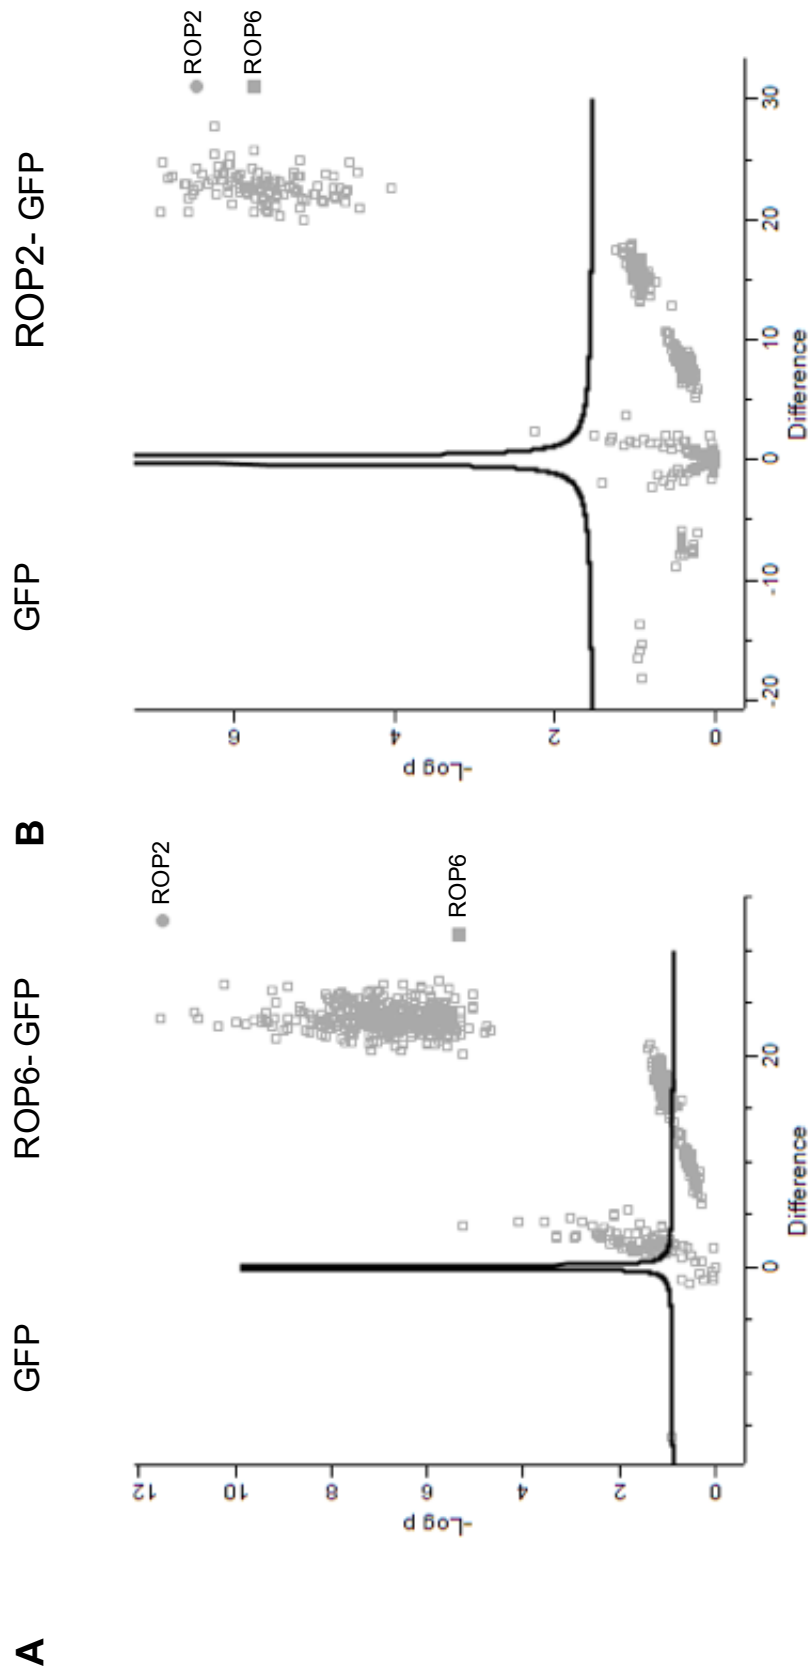 A
GFP
ROP6- GFP
ROP2
ROP6
-Log p
12
10
8
6
4
2
0
0
20
Difference
B
GFP
ROP2- GFP
ROP2
ROP6
-Log p
6
4
2
0
-20
-10
0
10
20
30
Difference